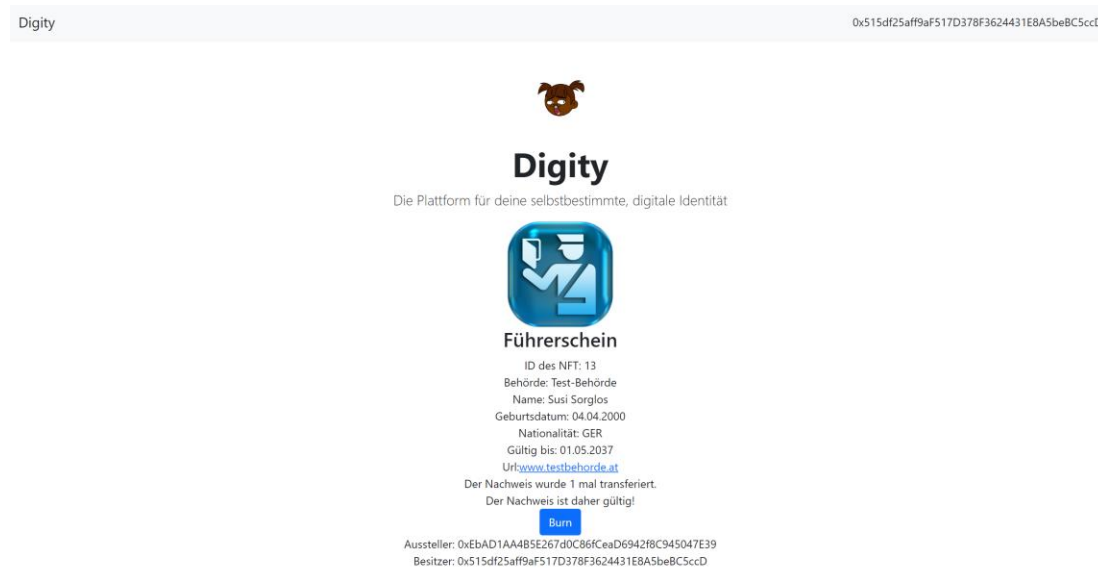 Digity
0x515df25aff9aF517D378F3624431E8A5beBC5ccD
Digity
Die Plattform für deine selbstbestimmte, digitale Identität
Führerschein
ID des NFT: 13
Behörde: Test-Behörde
Name: Susi Sorglos
Geburtsdatum: 04.04.2000
Nationalität: GER
Gültig bis: 01.05.2037
Url:www.testbehorde.at
Der Nachweis wurde 1 mal transferiert.
Der Nachweis ist daher gültig!
Burn
Aussteller: 0xEbAD1AA4B5E267d0C86fCeaD6942f8C945047E39
Besitzer: 0x515df25aff9aF517D378F3624431E8A5beBC5ccD